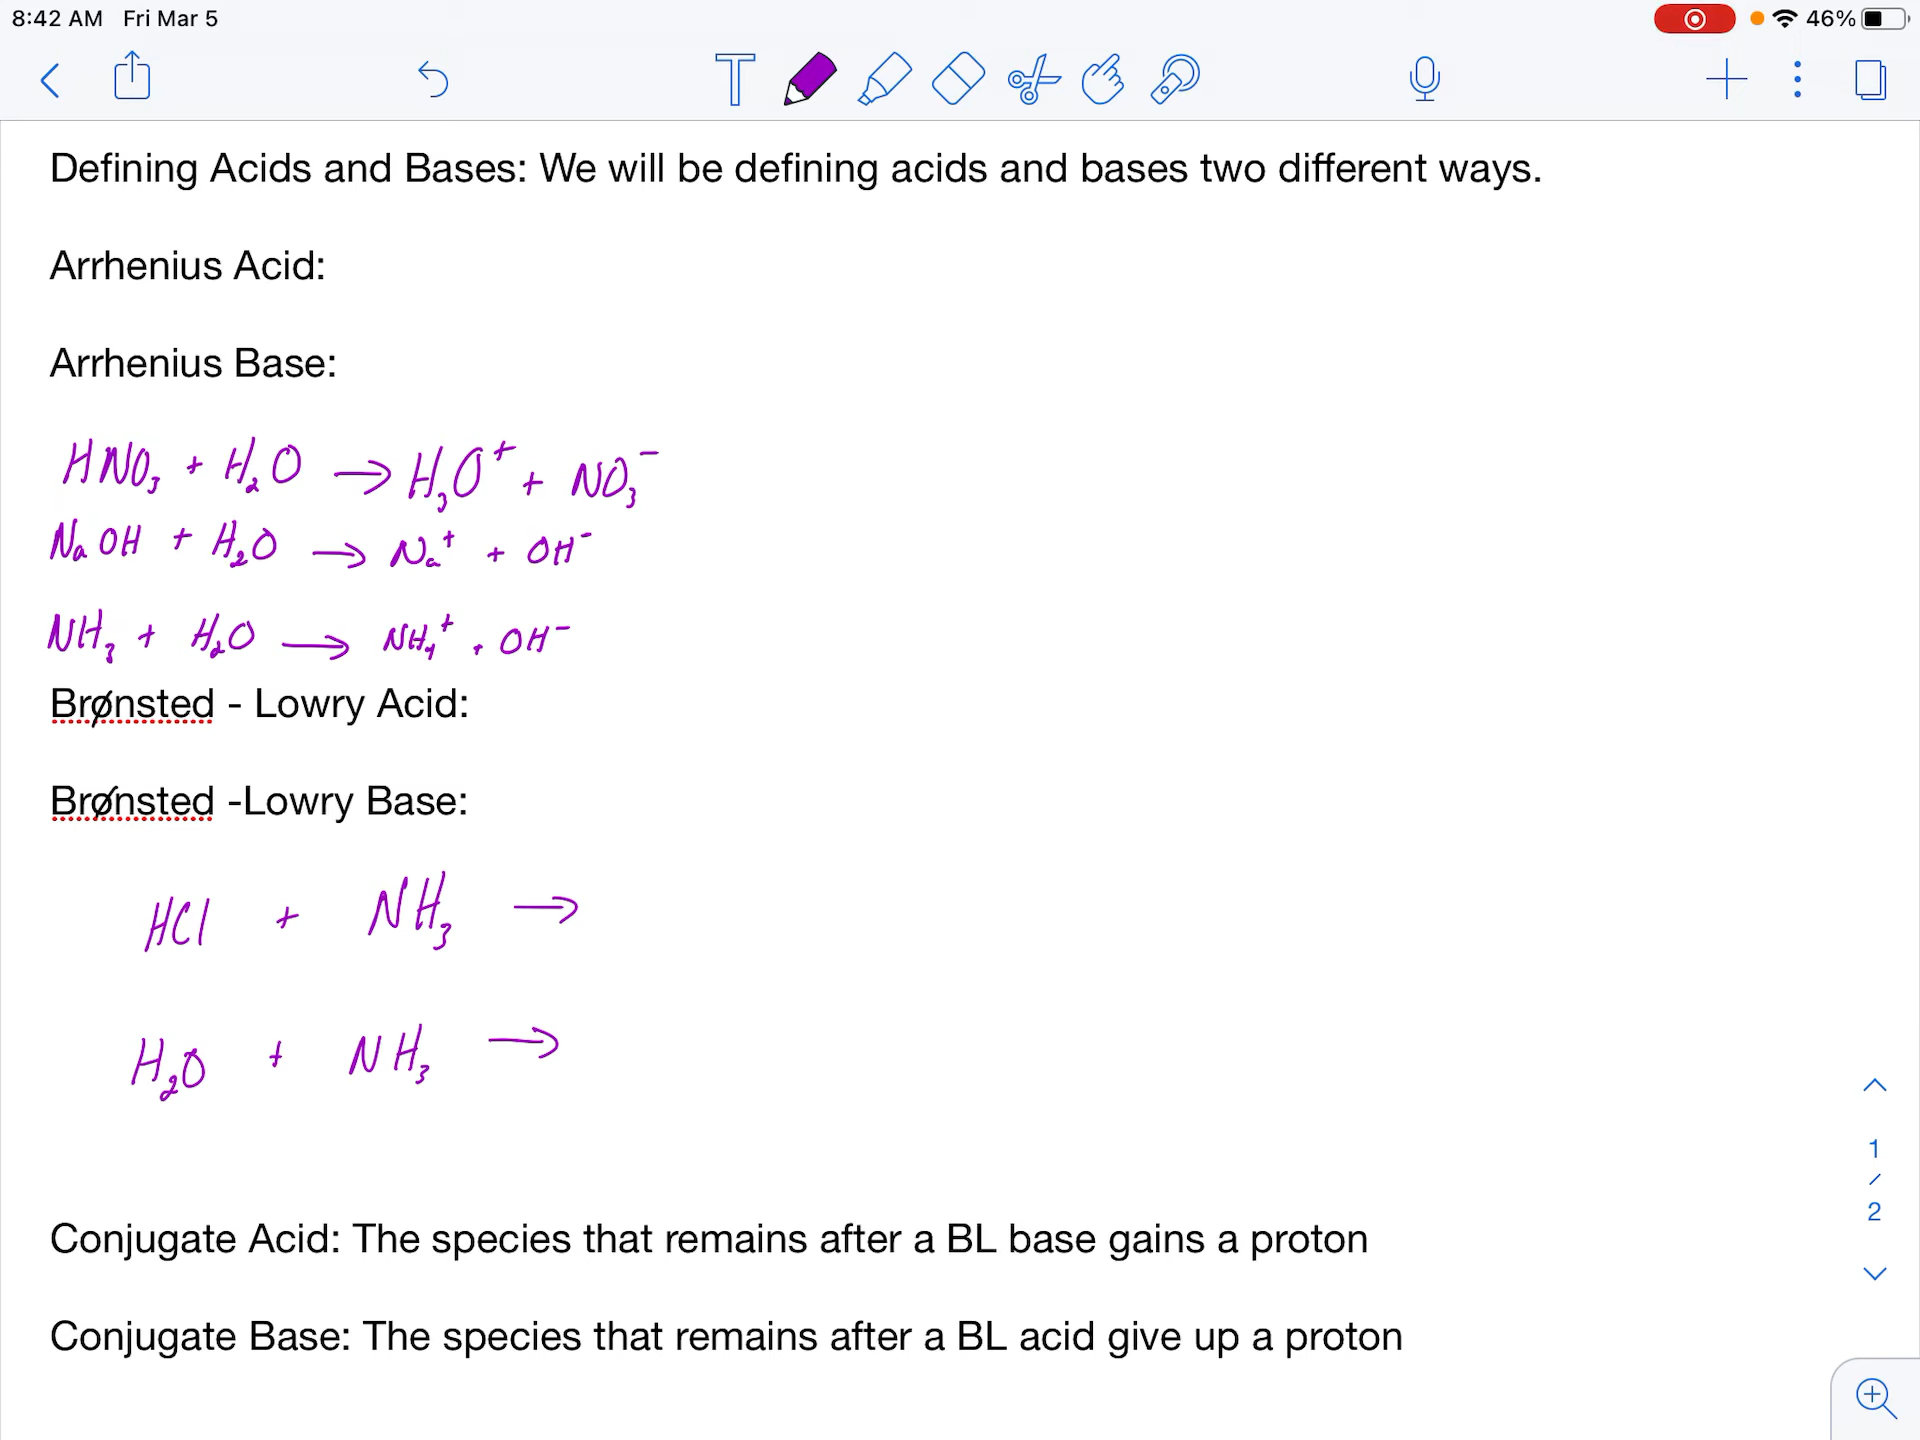 8:42 AM Fri Mar 5 46%
Defining Acids and Bases: We will be defining acids and bases two different ways.
Arrhenius Acid:
Arrhenius Base:
HNO₃ + H₂O → H₃O⁺ + NO₃⁻
NaOH + H₂O → Na⁺ + OH⁻
NH₃ + H₂O → NH₄⁺ + OH⁻
Brønsted - Lowry Acid:
Brønsted -Lowry Base:
HCl + NH₃ →
H₂O + NH₃ →
1
/
2
Conjugate Acid: The species that remains after a BL base gains a proton
Conjugate Base: The species that remains after a BL acid give up a proton